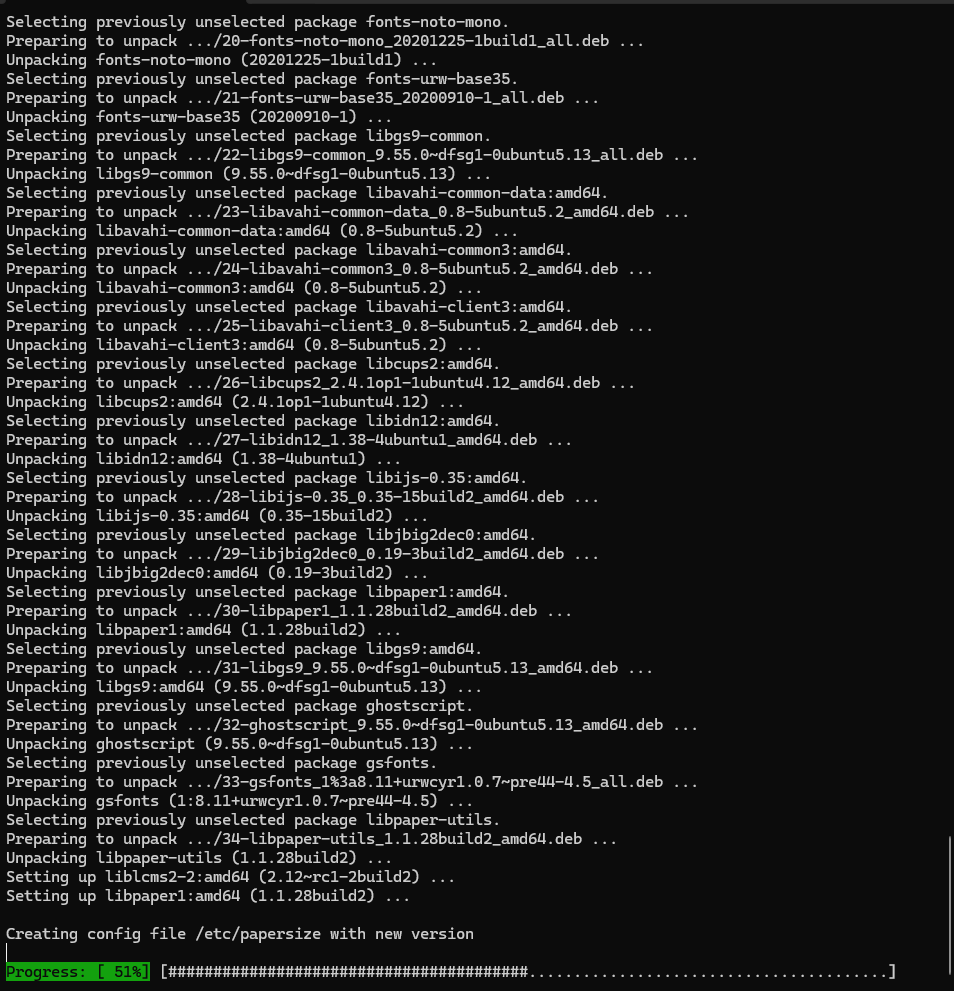 Selecting previously unselected package fonts-noto-mono.
Preparing to unpack .../20-fonts-noto-mono_20201225-1build1_all.deb ...
Unpacking fonts-noto-mono (20201225-1build1) ...
Selecting previously unselected package fonts-urw-base35.
Preparing to unpack .../21-fonts-urw-base35_20200910-1_all.deb ...
Unpacking fonts-urw-base35 (20200910-1) ...
Selecting previously unselected package libgs9-common.
Preparing to unpack .../22-libgs9-common_9.55.0~dfsg1-0ubuntu5.13_all.deb ...
Unpacking libgs9-common (9.55.0~dfsg1-0ubuntu5.13) ...
Selecting previously unselected package libavahi-common-data:amd64.
Preparing to unpack .../23-libavahi-common-data_0.8-5ubuntu5.2_amd64.deb ...
Unpacking libavahi-common-data:amd64 (0.8-5ubuntu5.2) ...
Selecting previously unselected package libavahi-common3:amd64.
Preparing to unpack .../24-libavahi-common3_0.8-5ubuntu5.2_amd64.deb ...
Unpacking libavahi-common3:amd64 (0.8-5ubuntu5.2) ...
Selecting previously unselected package libavahi-client3:amd64.
Preparing to unpack .../25-libavahi-client3_0.8-5ubuntu5.2_amd64.deb ...
Unpacking libavahi-client3:amd64 (0.8-5ubuntu5.2) ...
Selecting previously unselected package libcups2:amd64.
Preparing to unpack .../26-libcups2_2.4.1op1-1ubuntu4.12_amd64.deb ...
Unpacking libcups2:amd64 (2.4.1op1-1ubuntu4.12) ...
Selecting previously unselected package libidn12:amd64.
Preparing to unpack .../27-libidn12_1.38-4ubuntu1_amd64.deb ...
Unpacking libidn12:amd64 (1.38-4ubuntu1) ...
Selecting previously unselected package libijs-0.35:amd64.
Preparing to unpack .../28-libijs-0.35_0.35-15build2_amd64.deb ...
Unpacking libijs-0.35:amd64 (0.35-15build2) ...
Selecting previously unselected package libjbig2dec0:amd64.
Preparing to unpack .../29-libjbig2dec0_0.19-3build2_amd64.deb ...
Unpacking libjbig2dec0:amd64 (0.19-3build2) ...
Selecting previously unselected package libpaper1:amd64.
Preparing to unpack .../30-libpaper1_1.1.28build2_amd64.deb ...
Unpacking libpaper1:amd64 (1.1.28build2) ...
Selecting previously unselected package libgs9:amd64.
Preparing to unpack .../31-libgs9_9.55.0~dfsg1-0ubuntu5.13_amd64.deb ...
Unpacking libgs9:amd64 (9.55.0~dfsg1-0ubuntu5.13) ...
Selecting previously unselected package ghostscript.
Preparing to unpack .../32-ghostscript_9.55.0~dfsg1-0ubuntu5.13_amd64.deb ...
Unpacking ghostscript (9.55.0~dfsg1-0ubuntu5.13) ...
Selecting previously unselected package gsfonts.
Preparing to unpack .../33-gsfonts_1%3a8.11+urwcyr1.0.7~pre44-4.5_all.deb ...
Unpacking gsfonts (1:8.11+urwcyr1.0.7~pre44-4.5) ...
Selecting previously unselected package libpaper-utils.
Preparing to unpack .../34-libpaper-utils_1.1.28build2_amd64.deb ...
Unpacking libpaper-utils (1.1.28build2) ...
Setting up liblcms2-2:amd64 (2.12~rc1-2build2) ...
Setting up libpaper1:amd64 (1.1.28build2) ...

Creating config file /etc/papersize with new version

Progress: [ 51%] [########################################........................................]